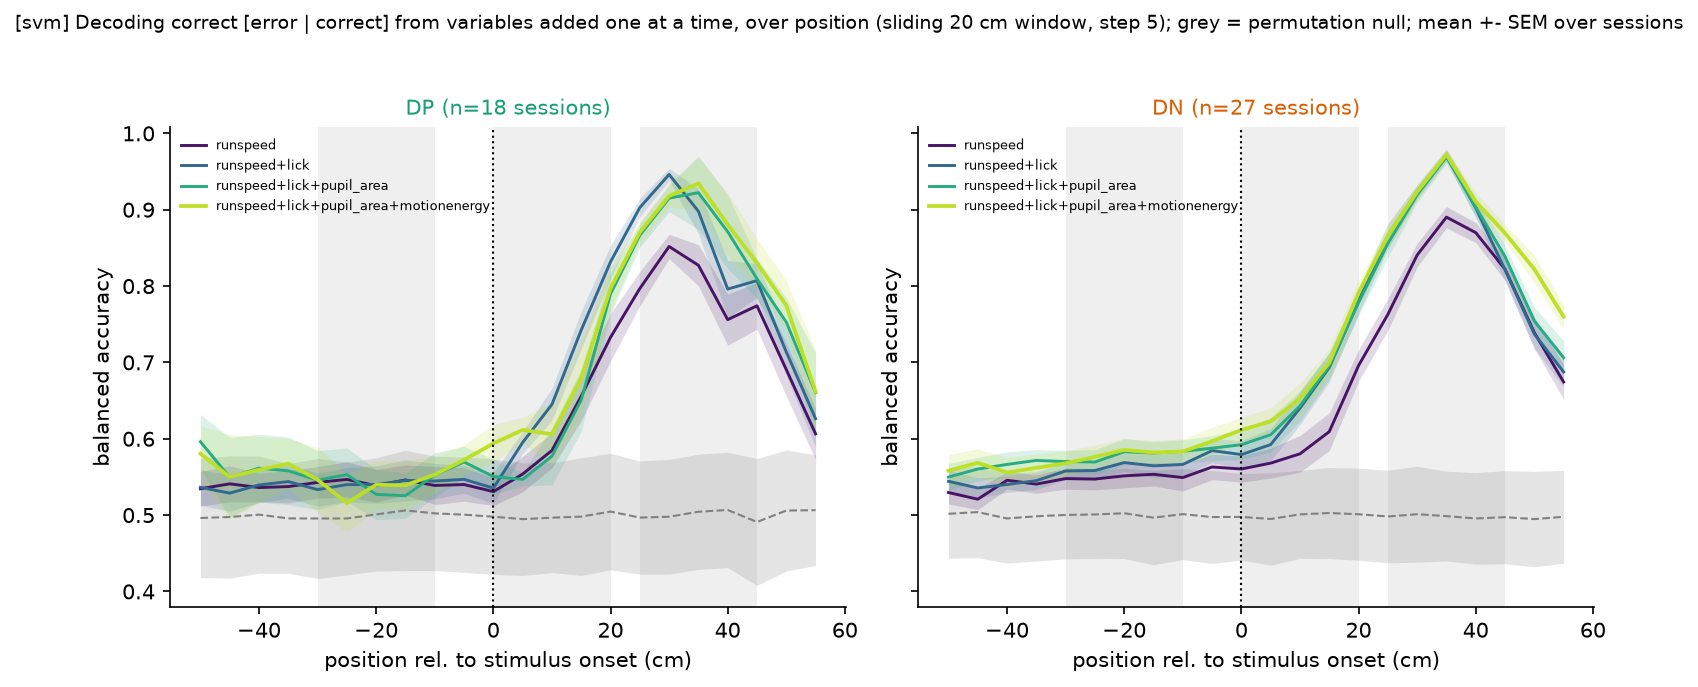 [svm] Decoding correct [error | correct] from variables added one at a time, over position (sliding 20 cm window, step 5); grey = permutation null; mean +- SEM over sessions
DP (n=18 sessions)
runspeed
runspeed+lick
runspeed+lick+pupil_area
runspeed+lick+pupil_area+motionenergy
1.0
0.9
0.8
0.7
0.6
0.5
0.4
balanced accuracy
−40 −20 0 20 40 60
position rel. to stimulus onset (cm)
DN (n=27 sessions)
runspeed
runspeed+lick
runspeed+lick+pupil_area
runspeed+lick+pupil_area+motionenergy
balanced accuracy
−40 −20 0 20 40 60
position rel. to stimulus onset (cm)